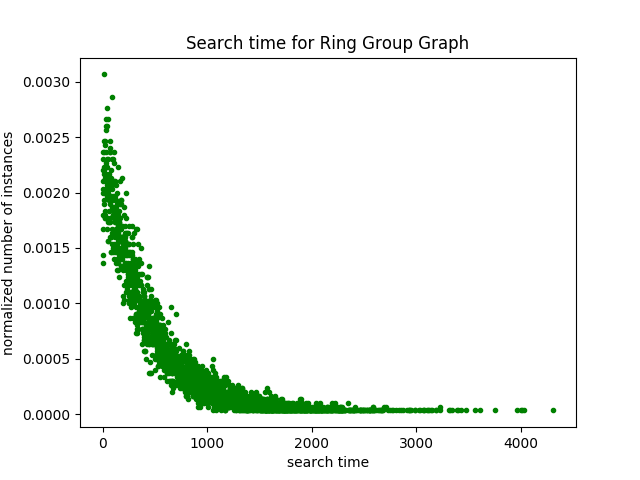 Search time for Ring Group Graph
normalized number of instances
0.0030
0.0025
0.0020
0.0015
0.0010
0.0005
0.0000
0 1000 2000 3000 4000
search time